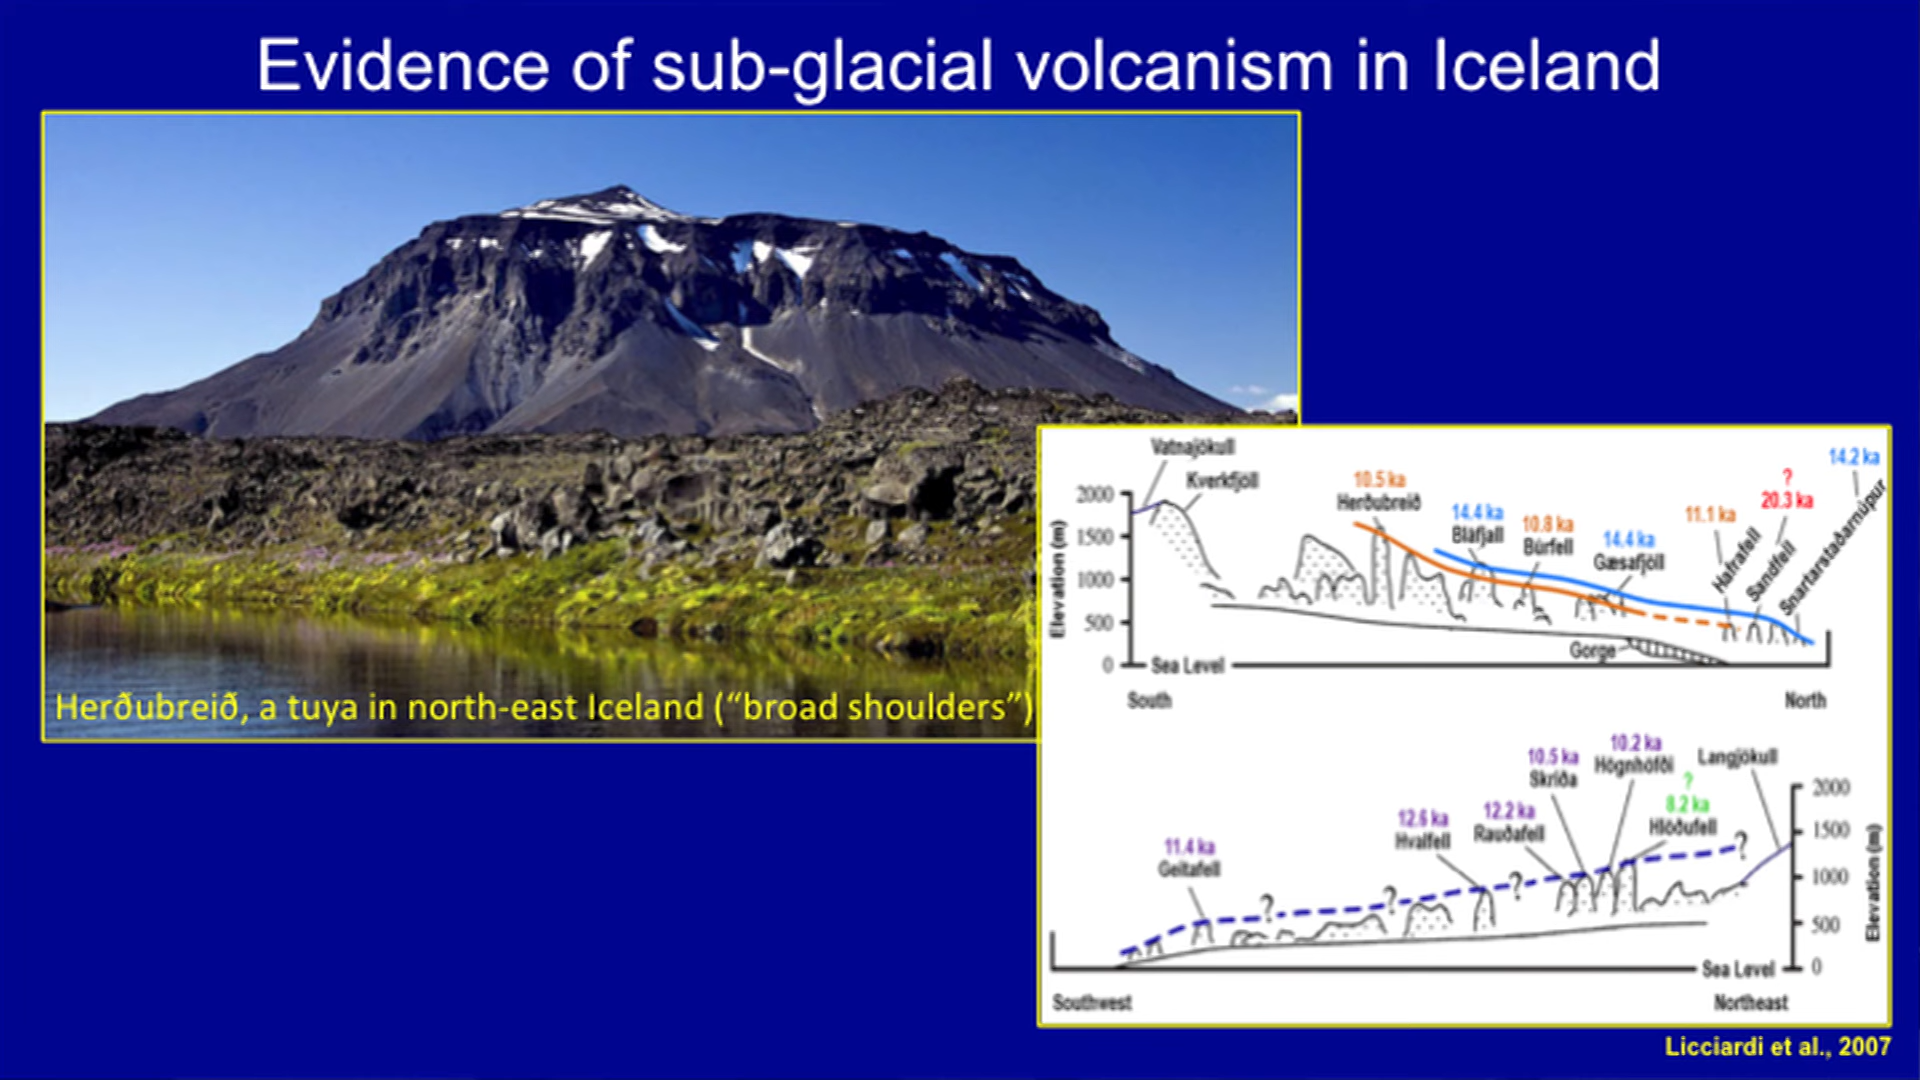 Evidence of sub-glacial volcanism in Iceland
Herðubreið, a tuya in north-east Iceland (“broad shoulders”)
Vatnajökull
Kverkfjöll
10.5 ka
Herðubreið
14.4 ka
Bláfjall
10.8 ka
Búrfell
14.4 ka
Gæsafjöll
11.1 ka
Hafrafell
?
20.3 ka
Sandfell
14.2 ka
Snartarstaðarnúpur
Elevation (m)
2000
1500
1000
500
0
Sea Level
Gorge
South
North
11.4 ka
Geitafell
12.6 ka
Hvalfell
12.2 ka
Rauðafell
10.5 ka
Skriða
10.2 ka
Högnhöfði
?
8.2 ka
Hlöðufell
Langjökull
?
?
?
?
2000
1500
1000
500
0
Elevation (m)
Sea Level
Southwest
Northeast
Licciardi et al., 2007